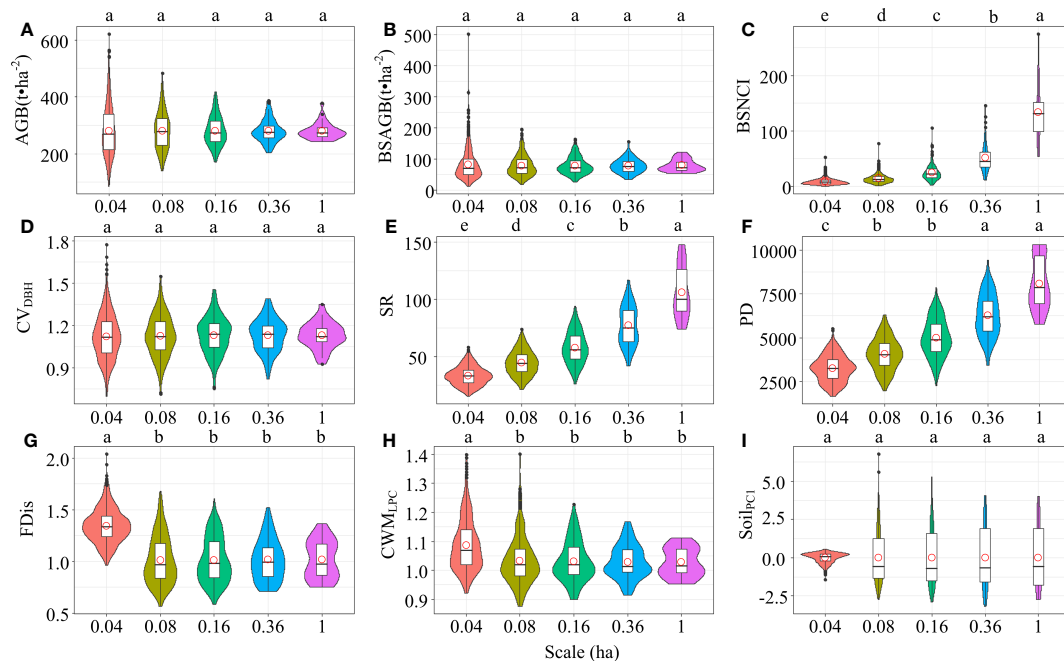 a a a a a
A
AGB(t•ha⁻²)
600
400
200
0.04 0.08 0.16 0.36 1
a a a a a
B
BSAGB(t•ha⁻²)
500
400
300
200
100
0
0.04 0.08 0.16 0.36 1
e d c b a
C
BSNCI
200
100
0
0.04 0.08 0.16 0.36 1
a a a a a
D
CV_DBH
1.8
1.5
1.2
0.9
0.04 0.08 0.16 0.36 1
e d c b a
E
SR
150
100
50
0.04 0.08 0.16 0.36 1
c b b a a
F
PD
10000
7500
5000
2500
0.04 0.08 0.16 0.36 1
a b b b b
G
FDis
2.0
1.5
1.0
0.5
0.04 0.08 0.16 0.36 1
a b b b b
H
CWM_LPC
1.4
1.3
1.2
1.1
1.0
0.9
0.04 0.08 0.16 0.36 1
a a a a a
I
Soil_PC1
5.0
2.5
0.0
-2.5
0.04 0.08 0.16 0.36 1
Scale (ha)